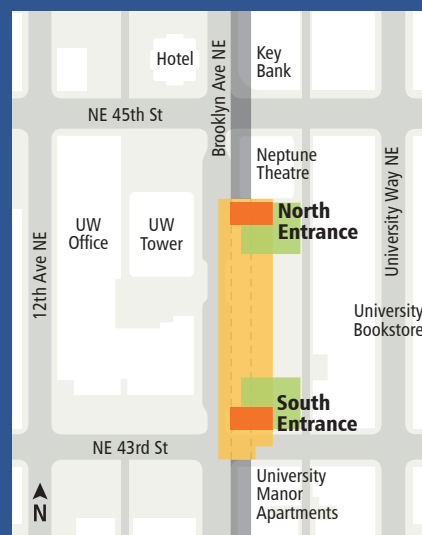 Hotel
Key
Bank
Brooklyn Ave NE
NE 45th St
Neptune
Theatre
University Way NE
North
Entrance
UW
Office
UW
Tower
12th Ave NE
University
Bookstore
South
Entrance
NE 43rd St
University
Manor
Apartments
N